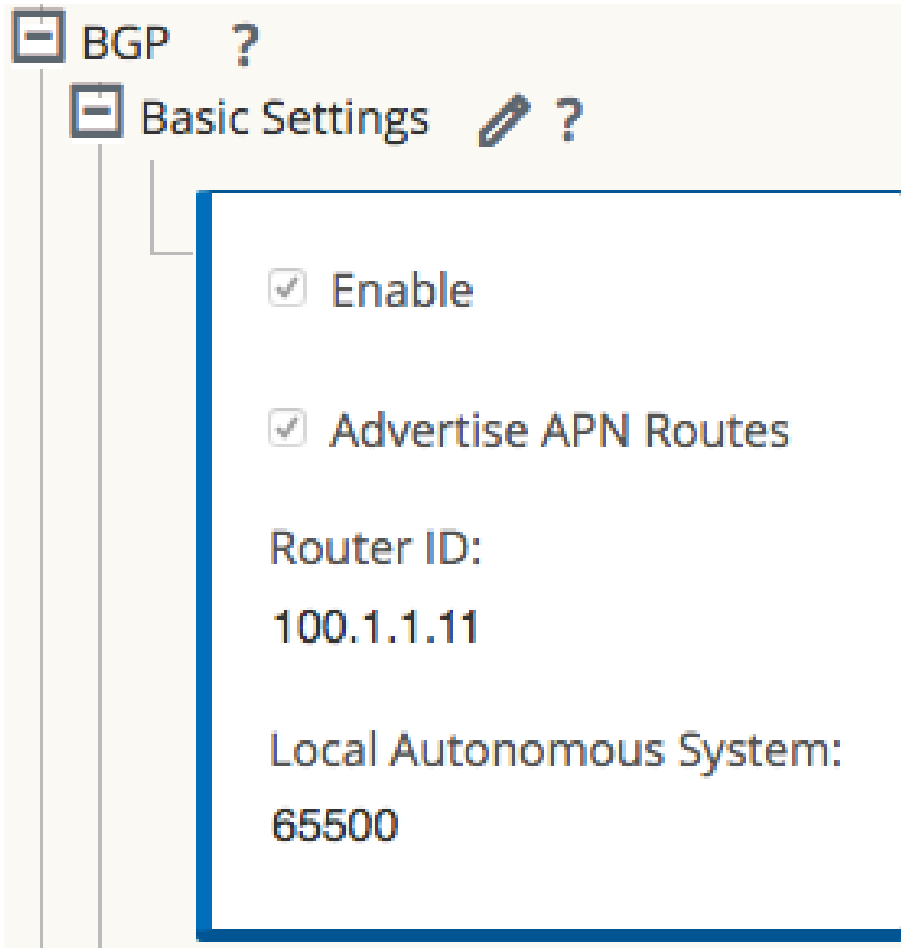 BGP ?
Basic Settings ?
Enable
Advertise APN Routes
Router ID:
100.1.1.11
Local Autonomous System:
65500